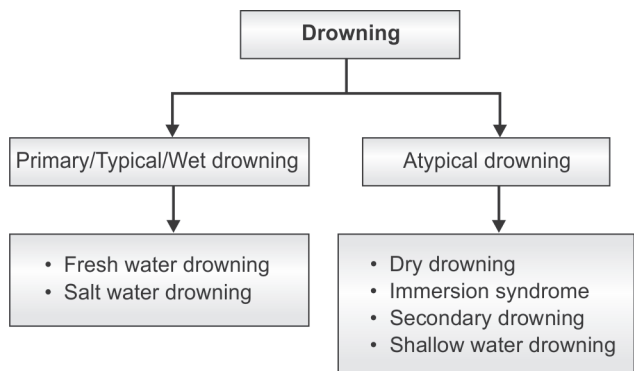 Drowning
Primary/Typical/Wet drowning
Atypical drowning
• Fresh water drowning
• Salt water drowning
• Dry drowning
• Immersion syndrome
• Secondary drowning
• Shallow water drowning